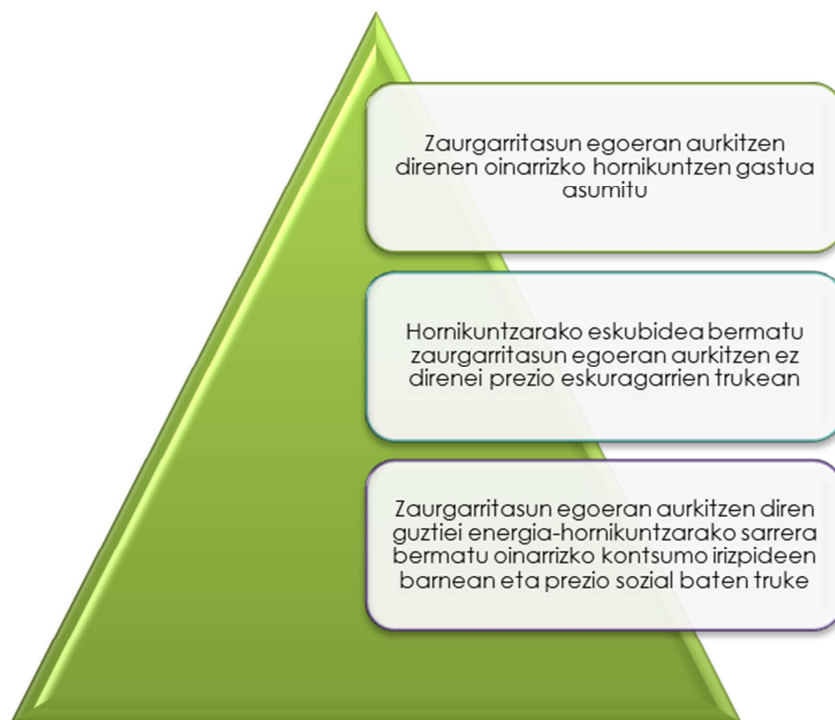 Zaurgarritasun egoeran aurkitzen
direnen oinarrizko hornikuntzen gastua
asumitu
Hornikuntzarako eskubidea bermatu
zaurgarritasun egoeran aurkitzen ez
direnei prezio eskuragarrien trukean
Zaurgarritasun egoeran aurkitzen diren
guztiei energia-hornikuntzarako sarrera
bermatu oinarrizko kontsumo irizpideen
barnean eta prezio sozial baten truke